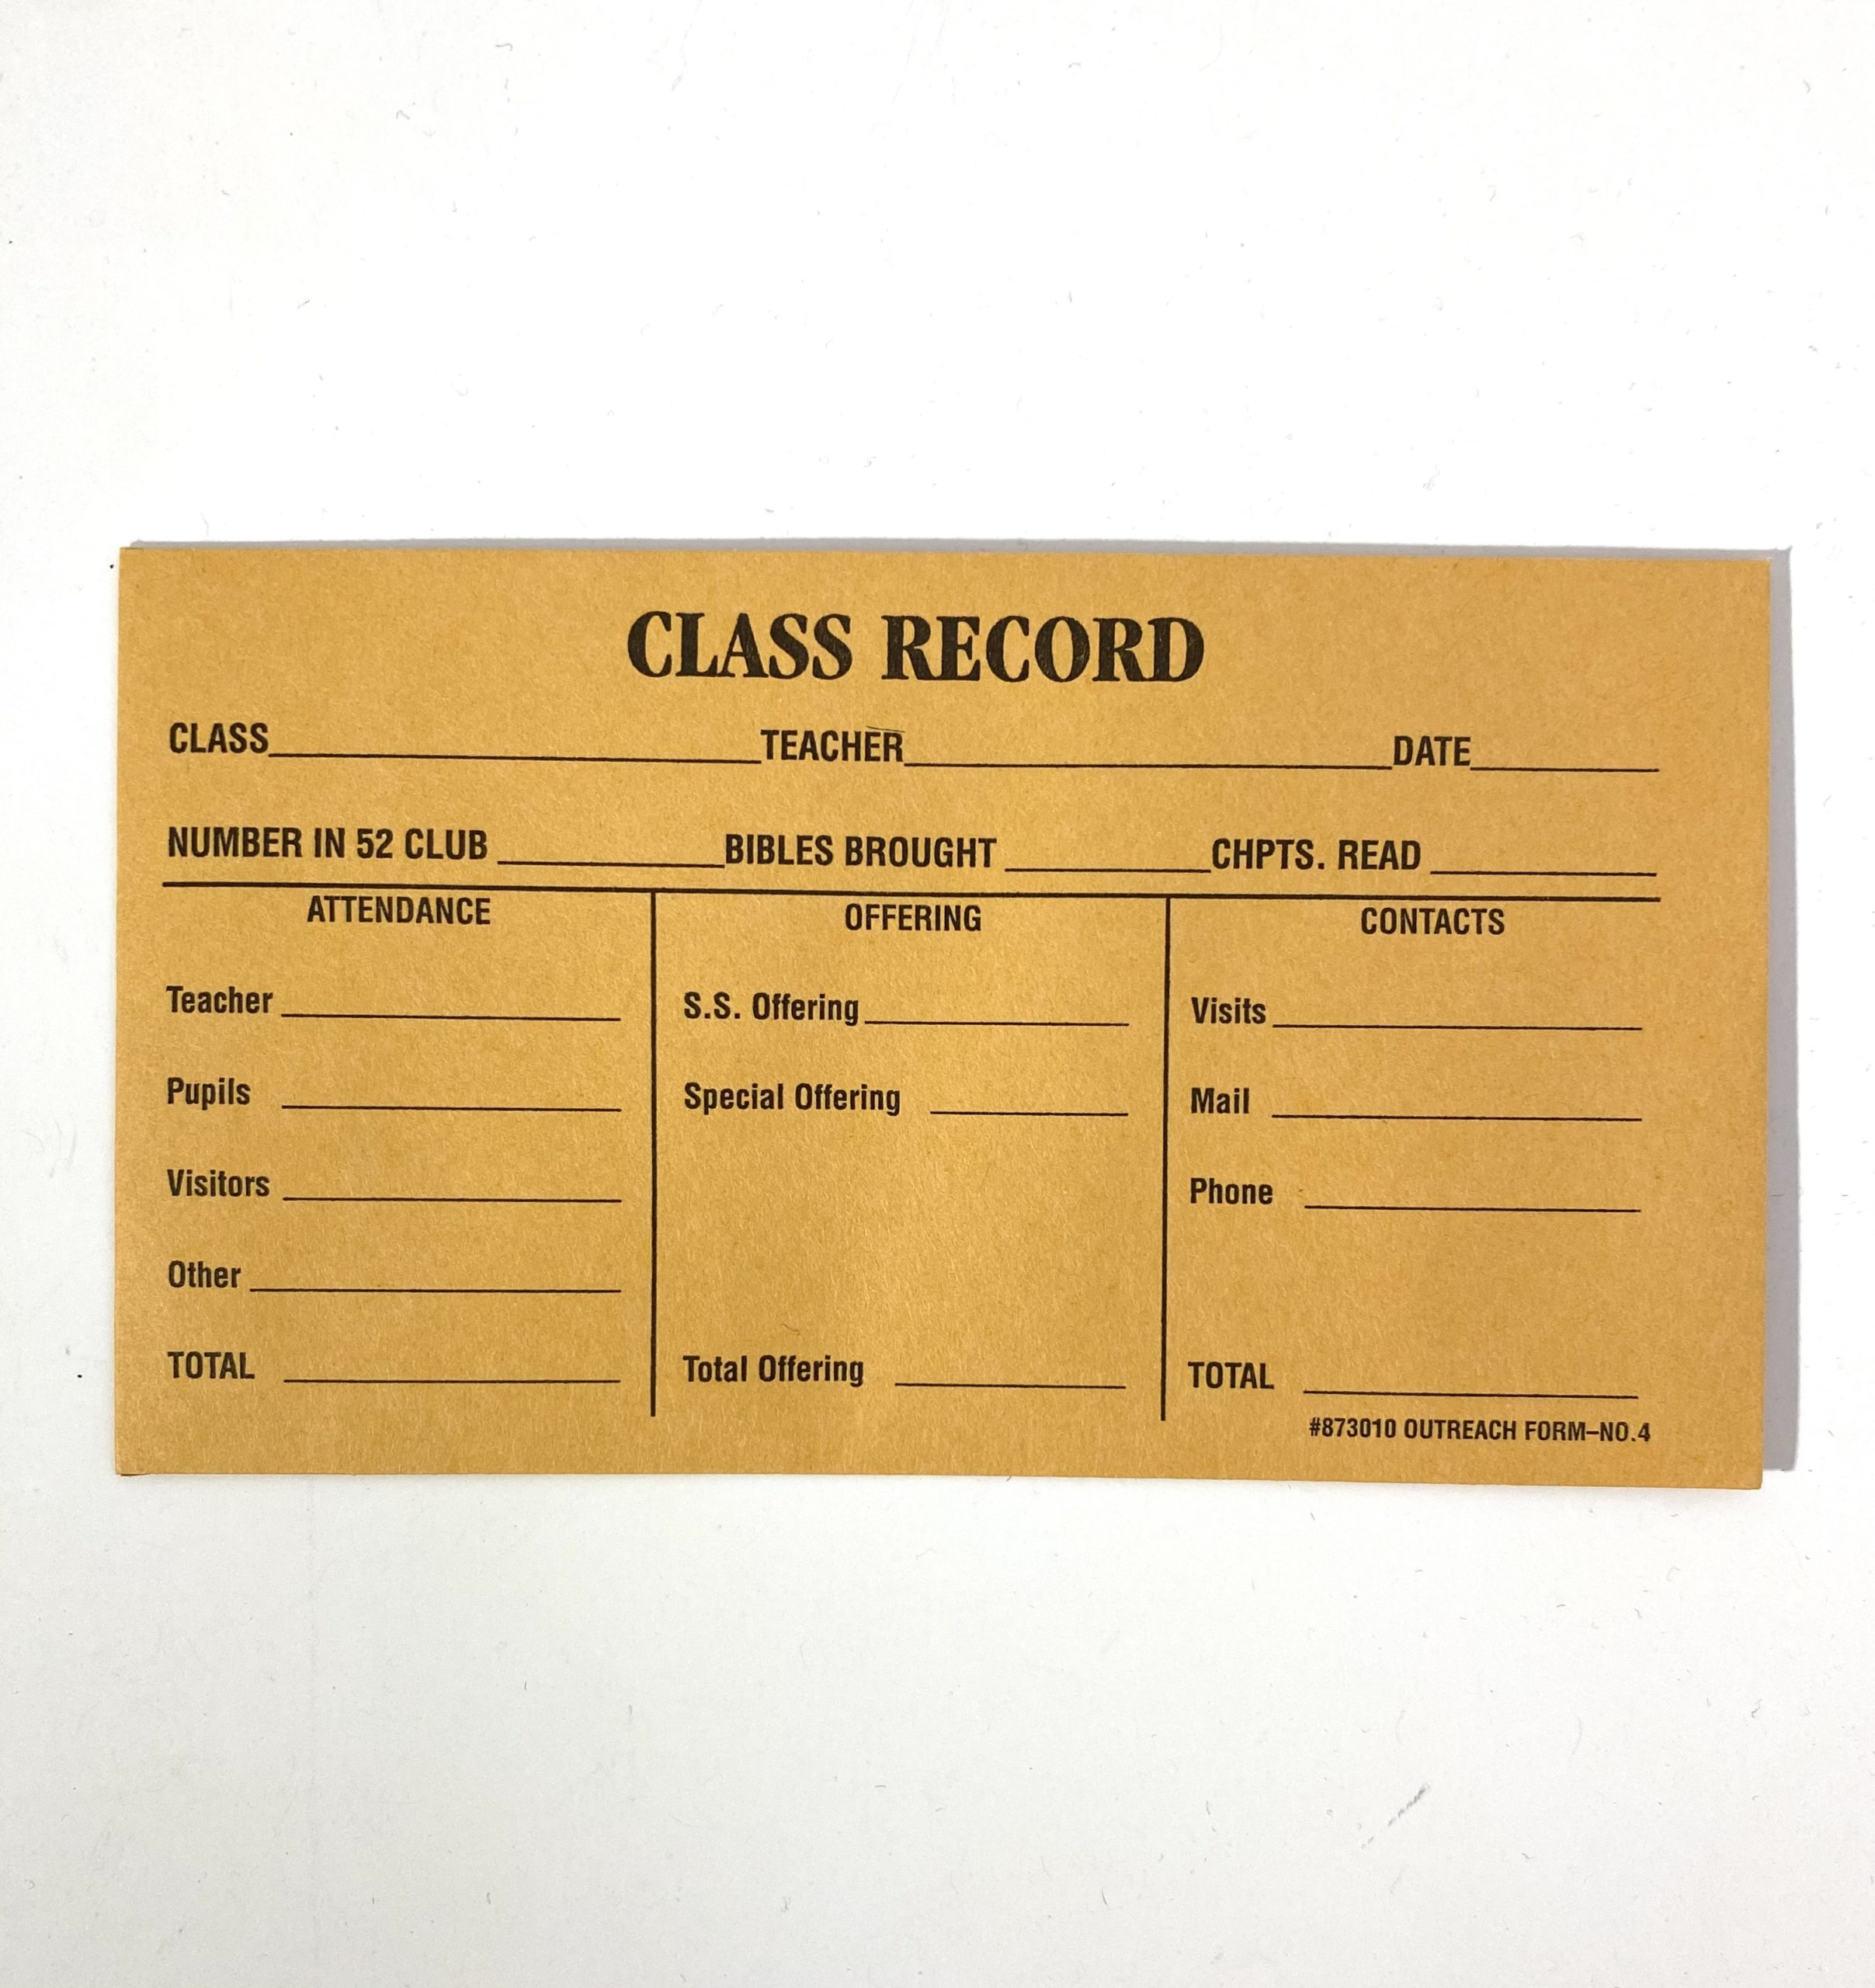 CLASS RECORD
CLASS TEACHER DATE
NUMBER IN 52 CLUB BIBLES BROUGHT CHPTS. READ
ATTENDANCE
Teacher
Pupils
Visitors
Other
TOTAL
OFFERING
S.S. Offering
Special Offering
Total Offering
CONTACTS
Visits
Mail
Phone
TOTAL
#873010 OUTREACH FORM–NO.4